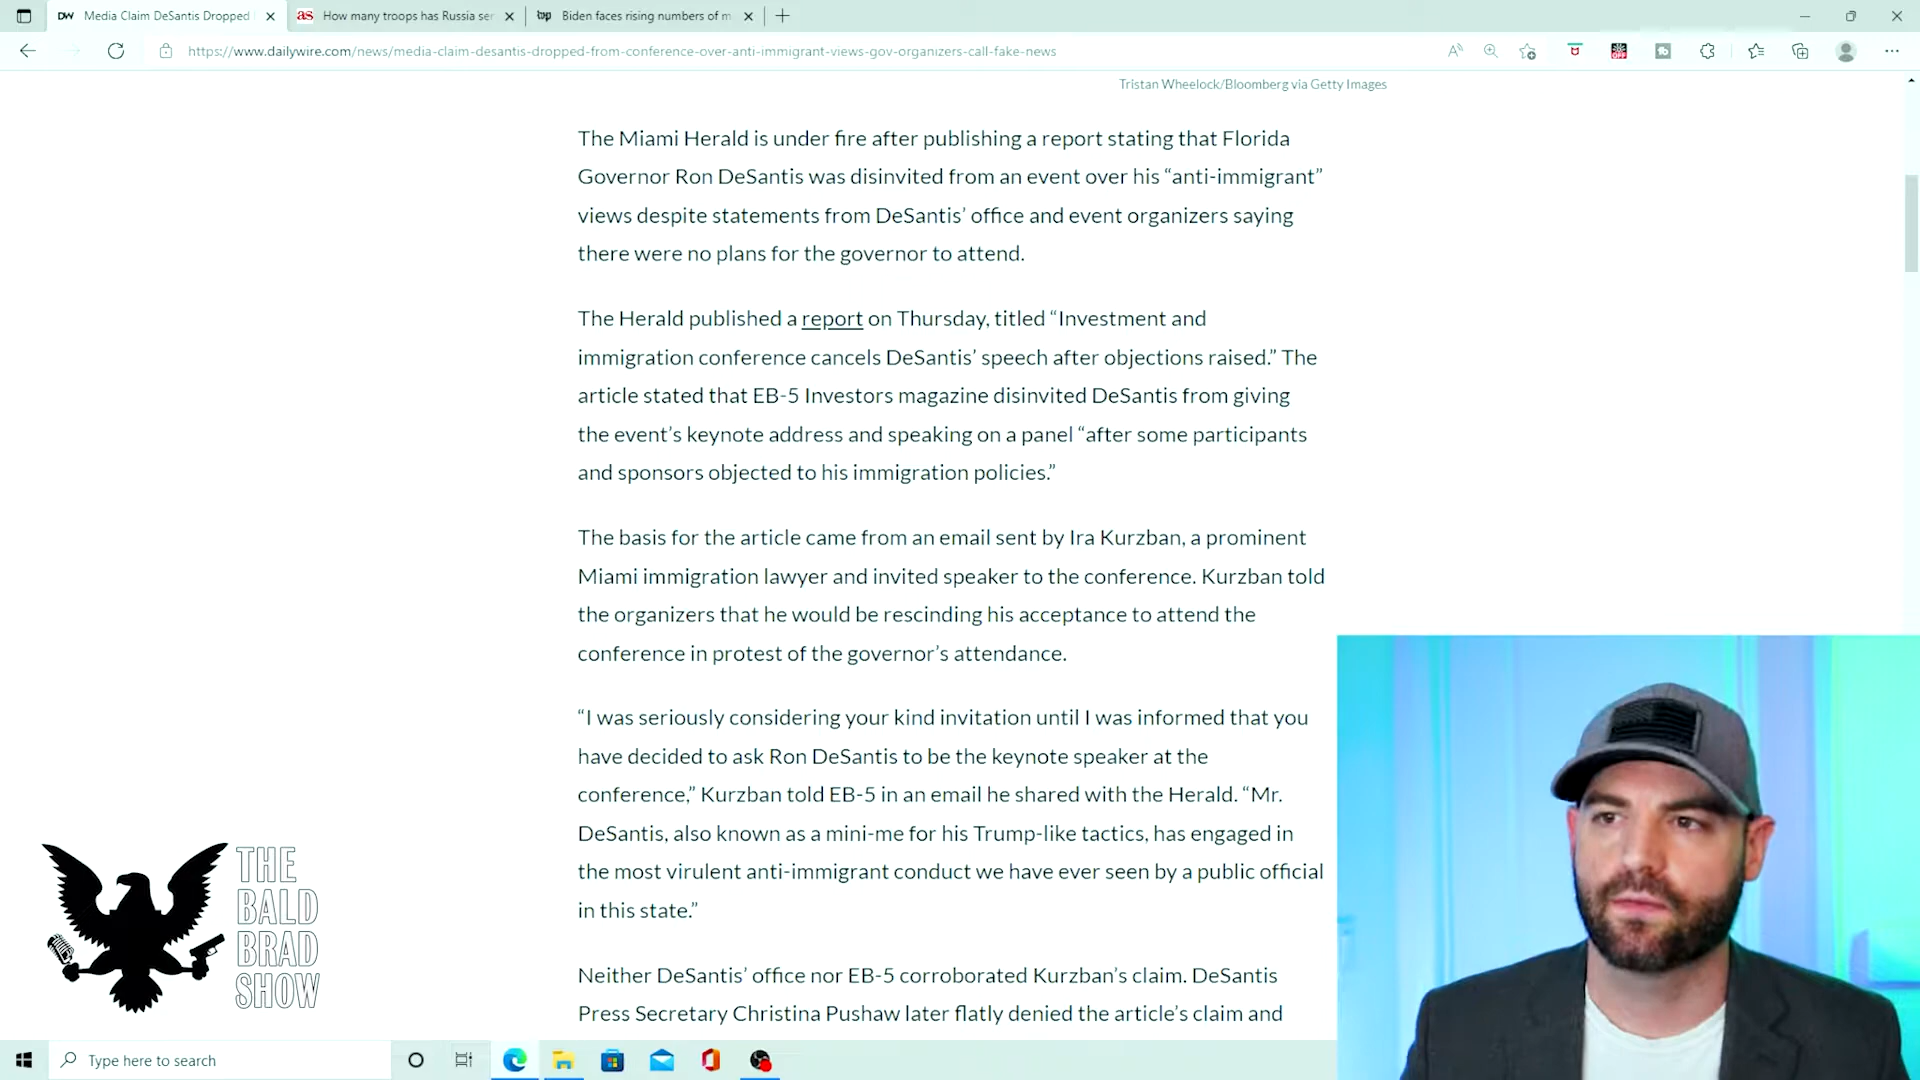 Media Claim DeSantis Dropped
How many troops has Russia ser
Biden faces rising numbers of m
https://www.dailywire.com/news/media-claim-desantis-dropped-from-conference-over-anti-immigrant-views-gov-organizers-call-fake-news
Tristan Wheelock/Bloomberg via Getty Images
The Miami Herald is under fire after publishing a report stating that Florida
Governor Ron DeSantis was disinvited from an event over his “anti-immigrant”
views despite statements from DeSantis’ office and event organizers saying
there were no plans for the governor to attend.
The Herald published a report on Thursday, titled “Investment and
immigration conference cancels DeSantis’ speech after objections raised.” The
article stated that EB-5 Investors magazine disinvited DeSantis from giving
the event’s keynote address and speaking on a panel “after some participants
and sponsors objected to his immigration policies.”
The basis for the article came from an email sent by Ira Kurzban, a prominent
Miami immigration lawyer and invited speaker to the conference. Kurzban told
the organizers that he would be rescinding his acceptance to attend the
conference in protest of the governor’s attendance.
“I was seriously considering your kind invitation until I was informed that you
have decided to ask Ron DeSantis to be the keynote speaker at the
conference,” Kurzban told EB-5 in an email he shared with the Herald. “Mr.
DeSantis, also known as a mini-me for his Trump-like tactics, has engaged in
the most virulent anti-immigrant conduct we have ever seen by a public official
in this state.”
Neither DeSantis’ office nor EB-5 corroborated Kurzban’s claim. DeSantis
Press Secretary Christina Pushaw later flatly denied the article’s claim and
THE
BALD
BRAD
SHOW
Type here to search